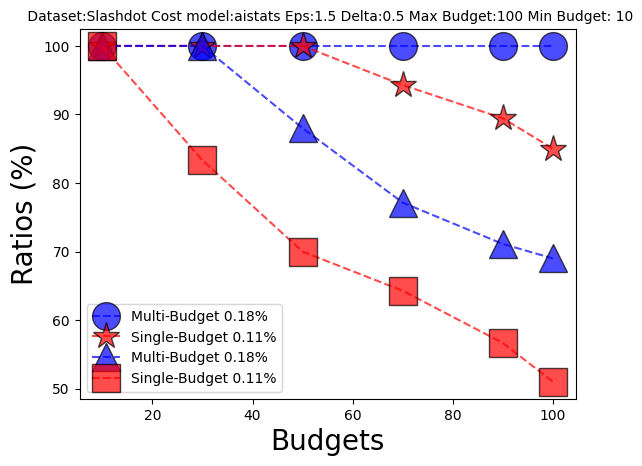 Dataset:Slashdot Cost model:aistats Eps:1.5 Delta:0.5 Max Budget:100 Min Budget: 10
100
90
80
70
60
50
Ratios (%)
Multi-Budget 0.18%
Single-Budget 0.11%
Multi-Budget 0.18%
Single-Budget 0.11%
20 40 60 80 100
Budgets